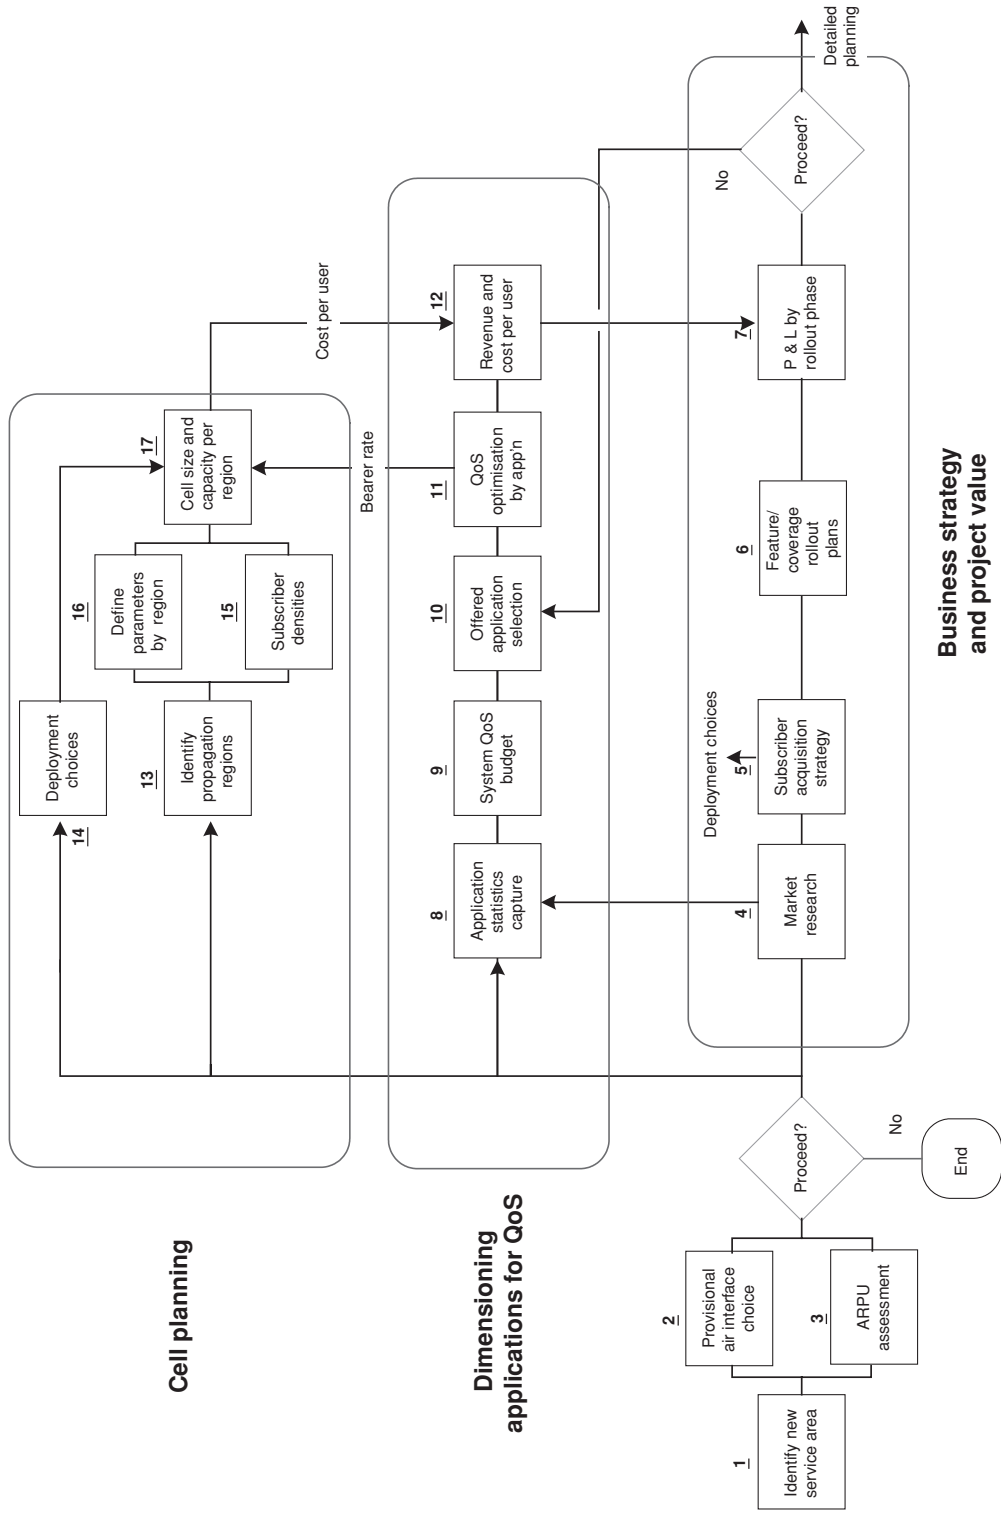 Cell planning
14
Deployment
choices
13
Identify
propagation
regions
16
Define
parameters
by region
15
Subscriber
densities
17
Cell size and
capacity per
region
Cost per user
Bearer rate
Dimensioning
applications for QoS
8
Application
statistics
capture
9
System QoS
budget
10
Offered
application
selection
11
QoS
optimisation
by app'n
12
Revenue and
cost per user
1
Identify new
service area
2
Provisional
air interface
choice
3
ARPU
assessment
Proceed?
No
End
4
Market
research
Deployment choices
5
Subscriber
acquisition
strategy
6
Feature/
coverage
rollout
plans
7
P & L by
rollout phase
No
Proceed?
Detailed
planning
Business strategy
and project value